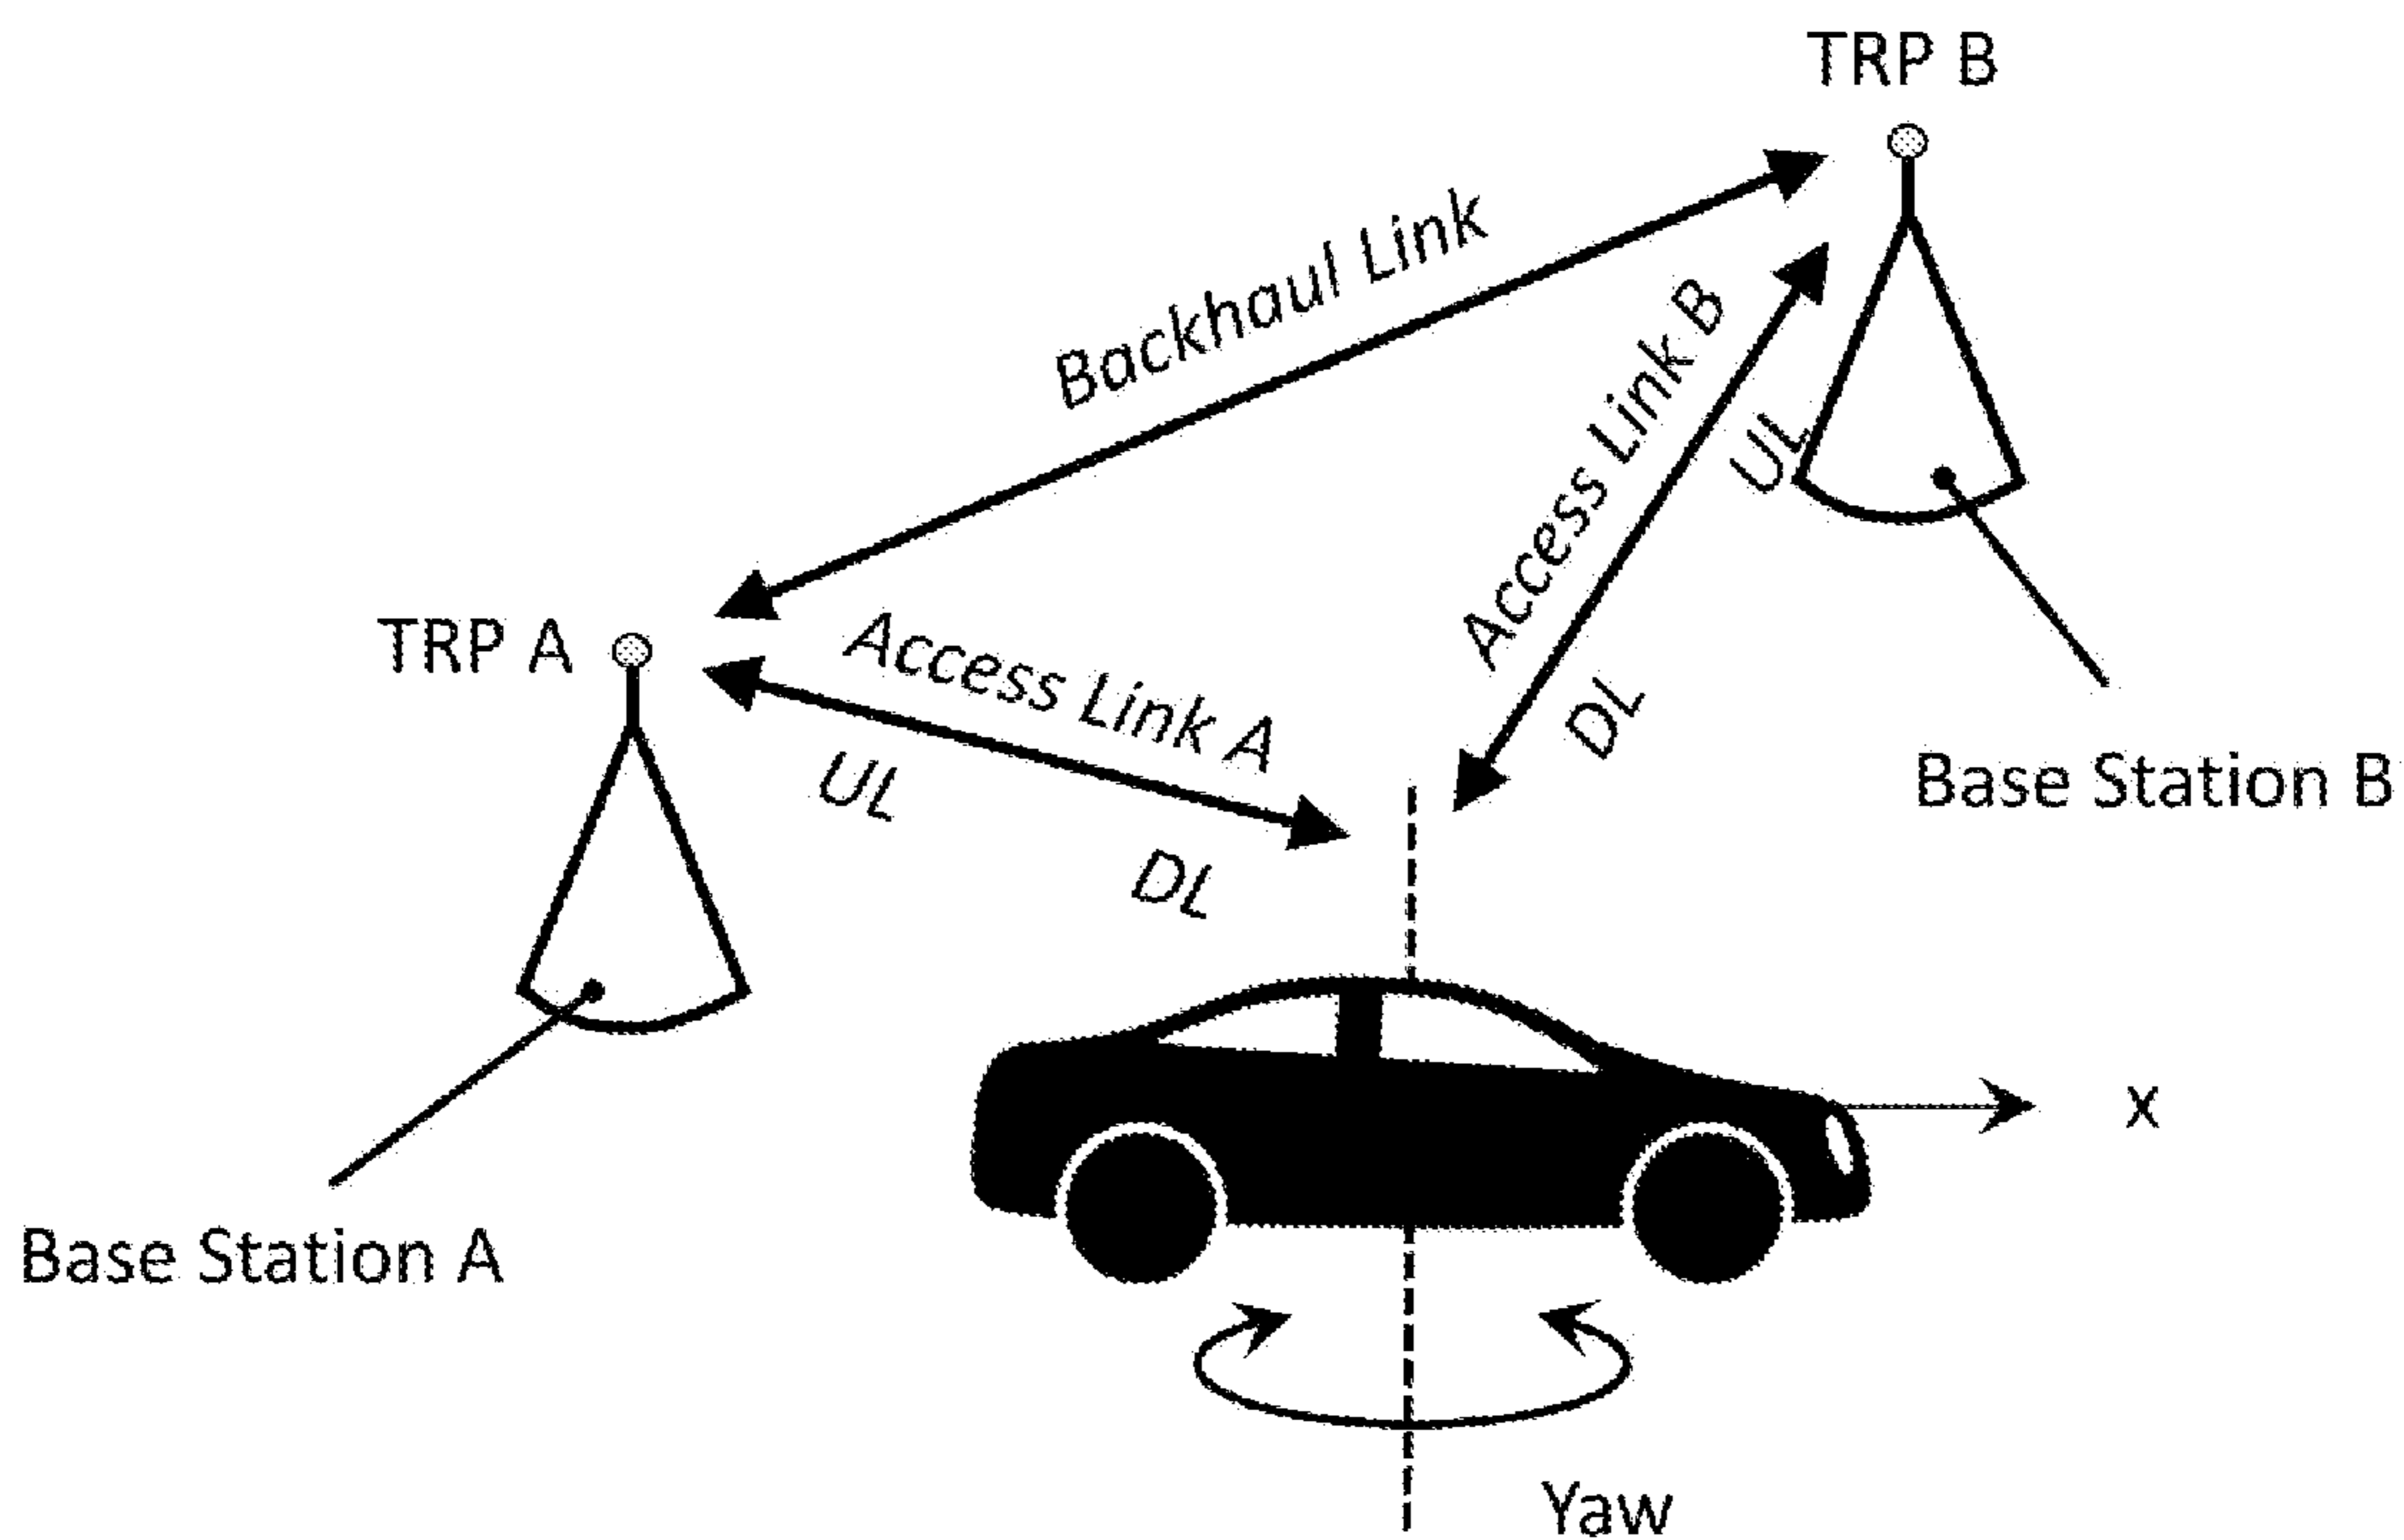 TRP B
Backhaul Link
Access Link B
UL
DL
TRP A
Access Link A
UL
DL
Base Station B
x
Base Station A
Yaw